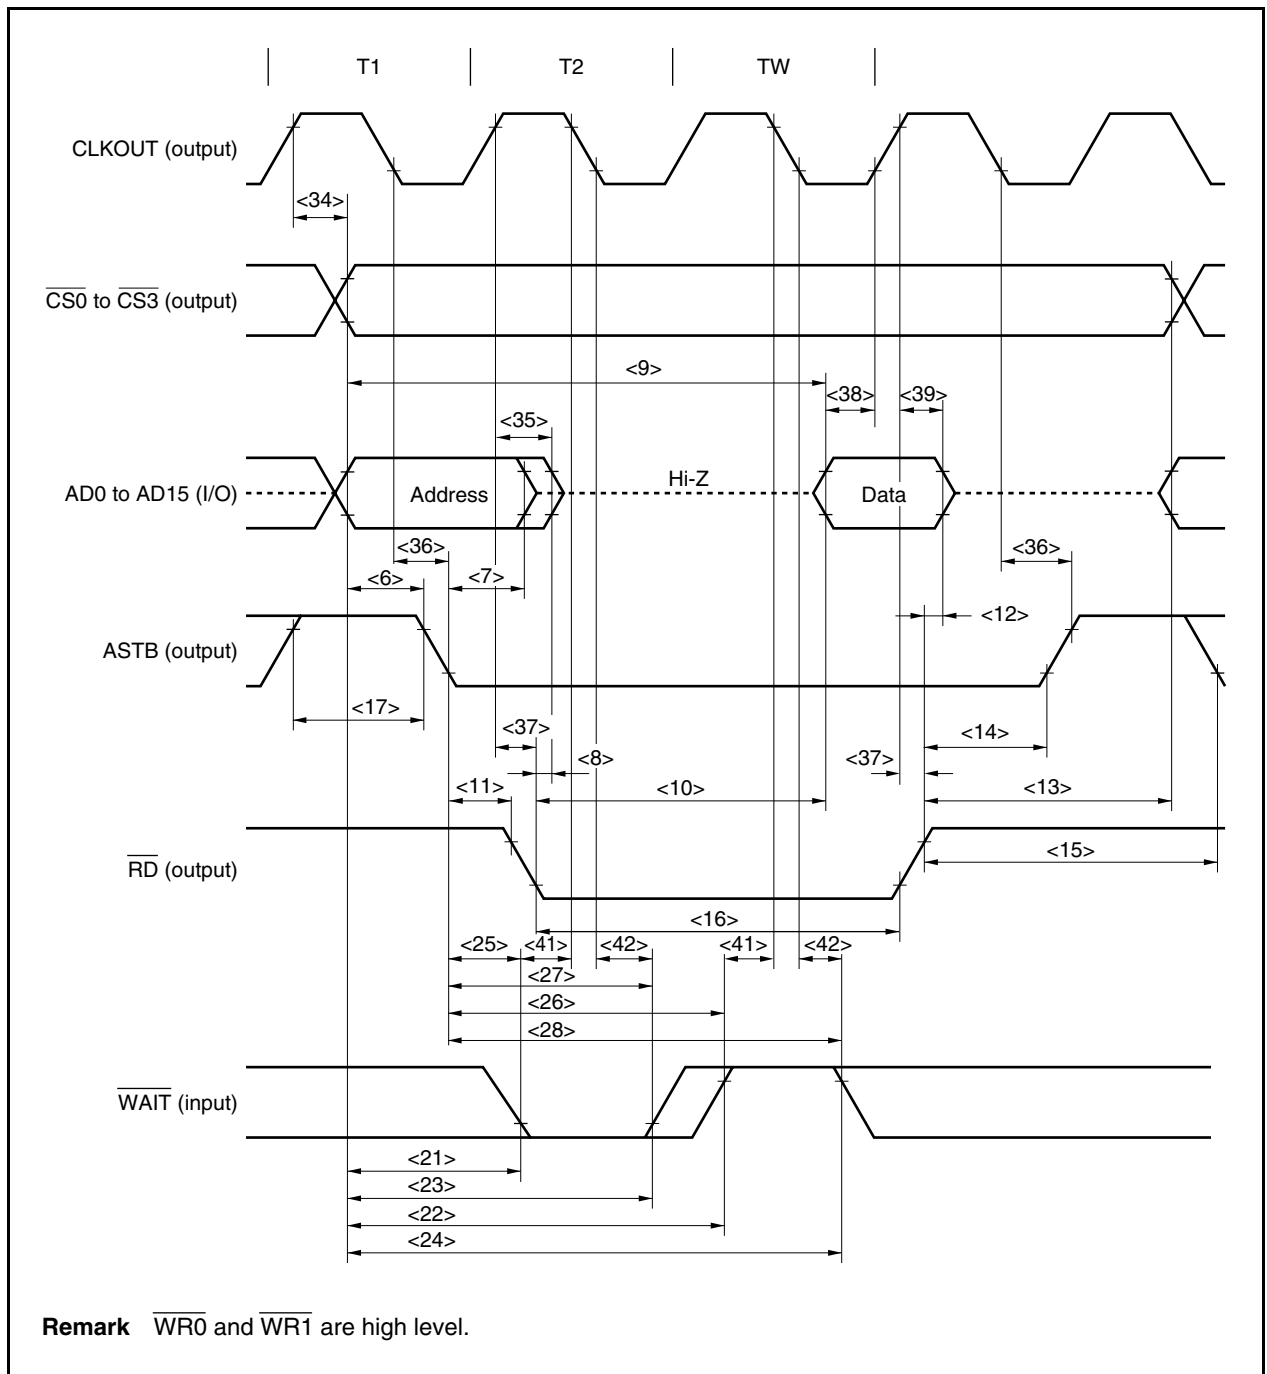 T1 T2 TW
CLKOUT (output)
<34>
CS0 to CS3 (output)
<9>
<38> <39>
<35>
AD0 to AD15 (I/O) Address Hi-Z Data
<36> <36>
<6> <7>
<12>
ASTB (output)
<17>
<37> <14>
<8> <37>
<11> <10> <13>
RD (output) <15>
<16>
<25> <41> <42> <41> <42>
<27>
<26>
<28>
WAIT (input)
<21>
<23>
<22>
<24>
Remark WR0 and WR1 are high level.